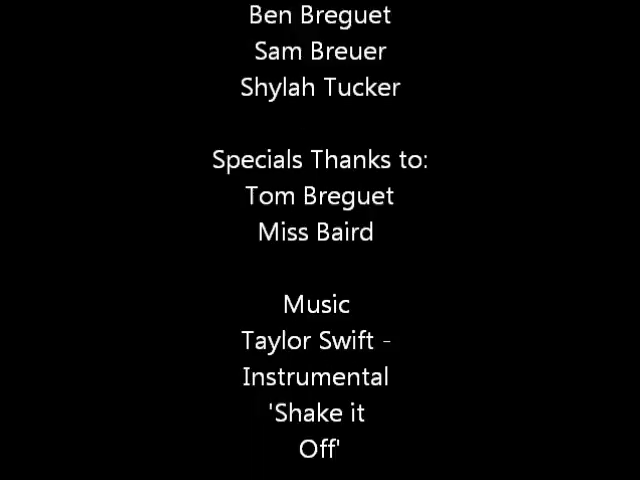 Ben Breguet
Sam Breuer
Shylah Tucker
Specials Thanks to:
Tom Breguet
Miss Baird
Music
Taylor Swift -
Instrumental
'Shake it
Off'